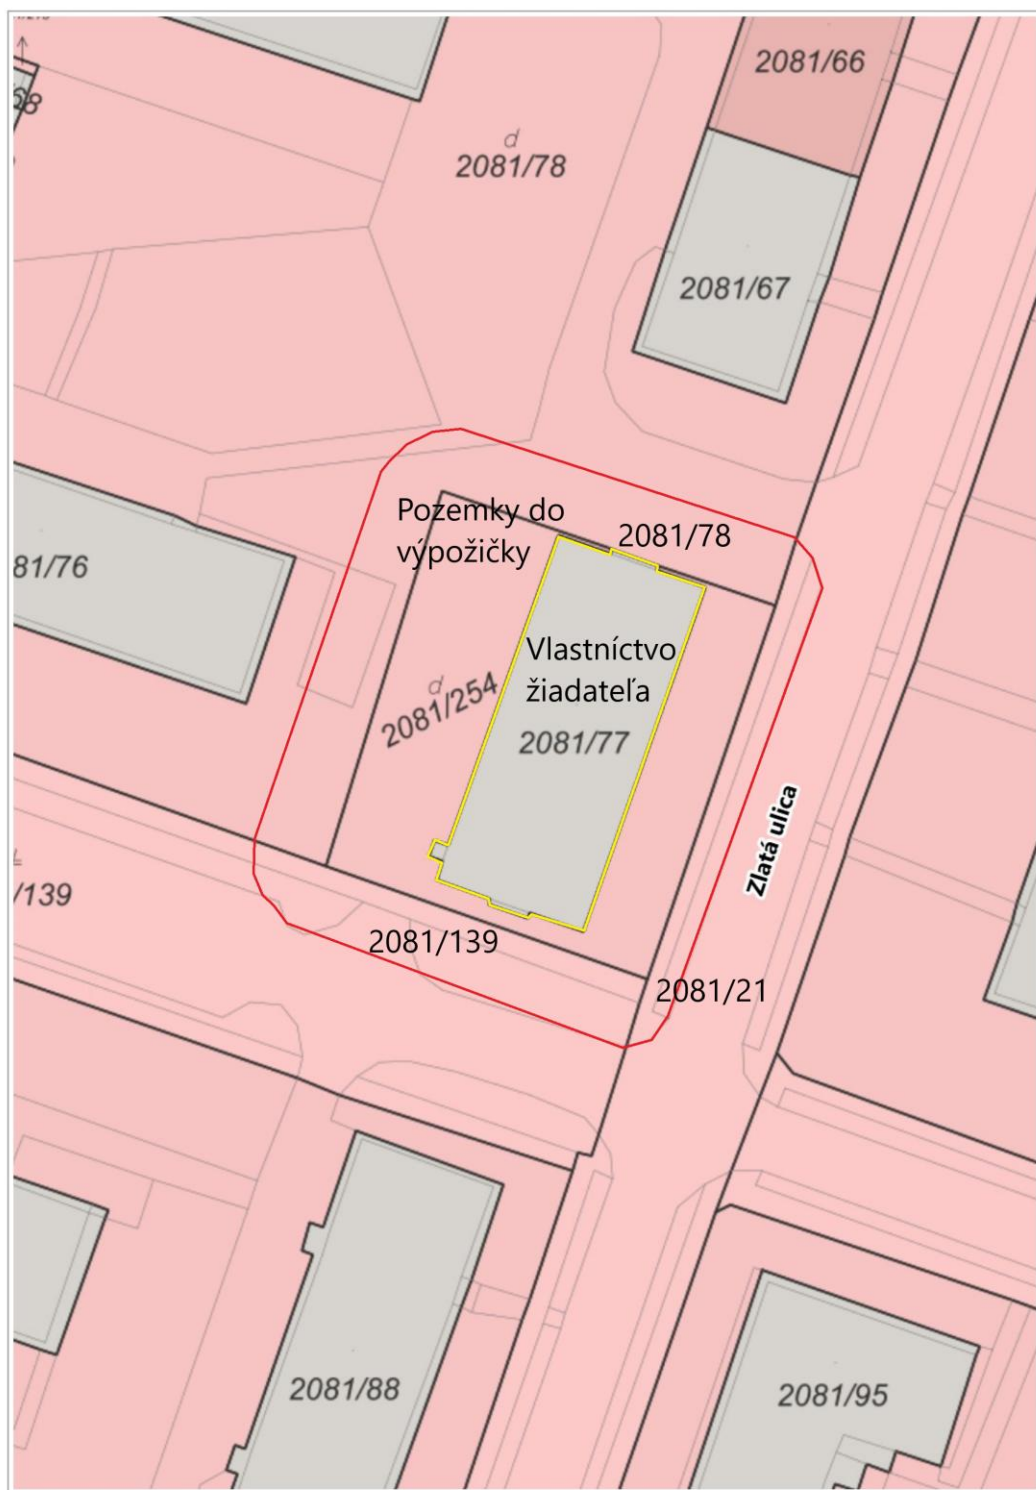 2081/66
d
2081/78
2081/67
Pozemky do
výpožičky
2081/78
81/76
Vlastníctvo
žiadateľa
d
2081/254
2081/77
Zlatá ulica
/139
2081/139
2081/21
2081/88
2081/95